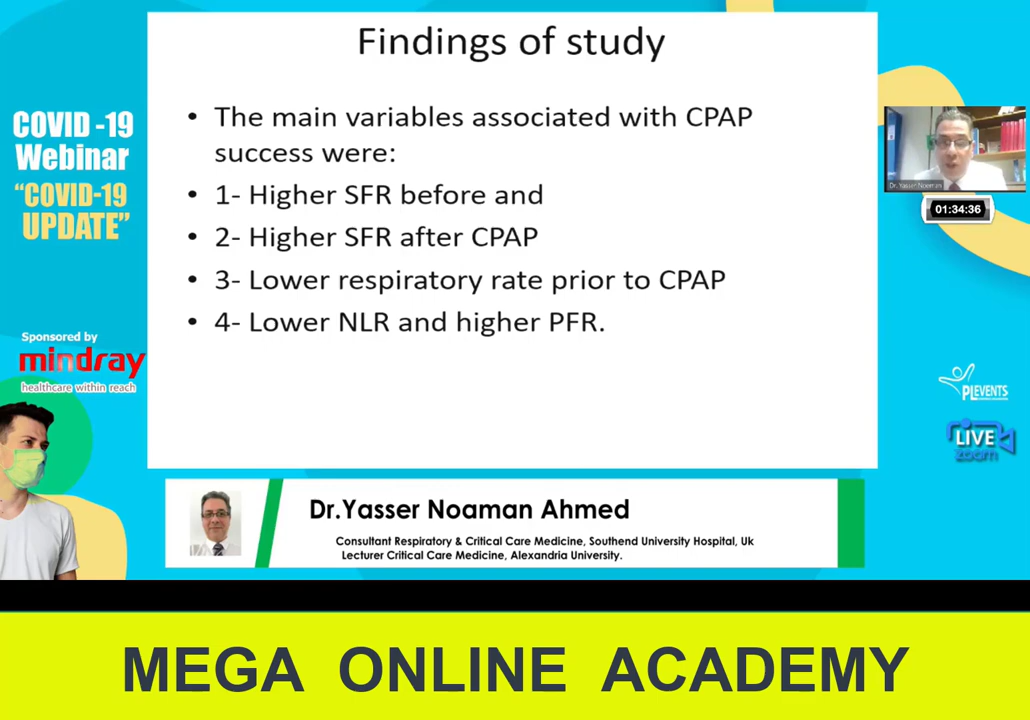 Findings of study
• The main variables associated with CPAP
success were:
• 1- Higher SFR before and
• 2- Higher SFR after CPAP
• 3- Lower respiratory rate prior to CPAP
• 4- Lower NLR and higher PFR.
COVID -19
Webinar
“COVID-19
UPDATE”
Sponsored by
mindray
healthcare within reach
Dr. Yasser Noaman
01:34:36
PLEVENTS
LIVE
zoom
Dr.Yasser Noaman Ahmed
Consultant Respiratory & Critical Care Medicine, Southend University Hospital, Uk
Lecturer Critical Care Medicine, Alexandria University.
MEGA ONLINE ACADEMY